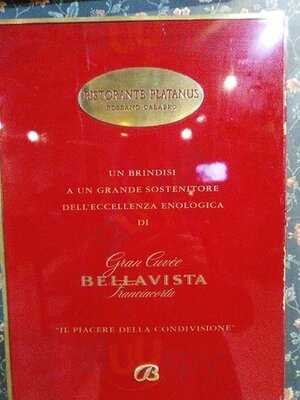 RISTORANTE PLATANUS
ROSSANO CALABRO
UN BRINDISI
A UN GRANDE SOSTENITORE
DELL'ECCELLENZA ENOLOGICA
DI
Gran Cuvée
BELLAVISTA
Franciacorta
"IL PIACERE DELLA CONDIVISIONE"
B